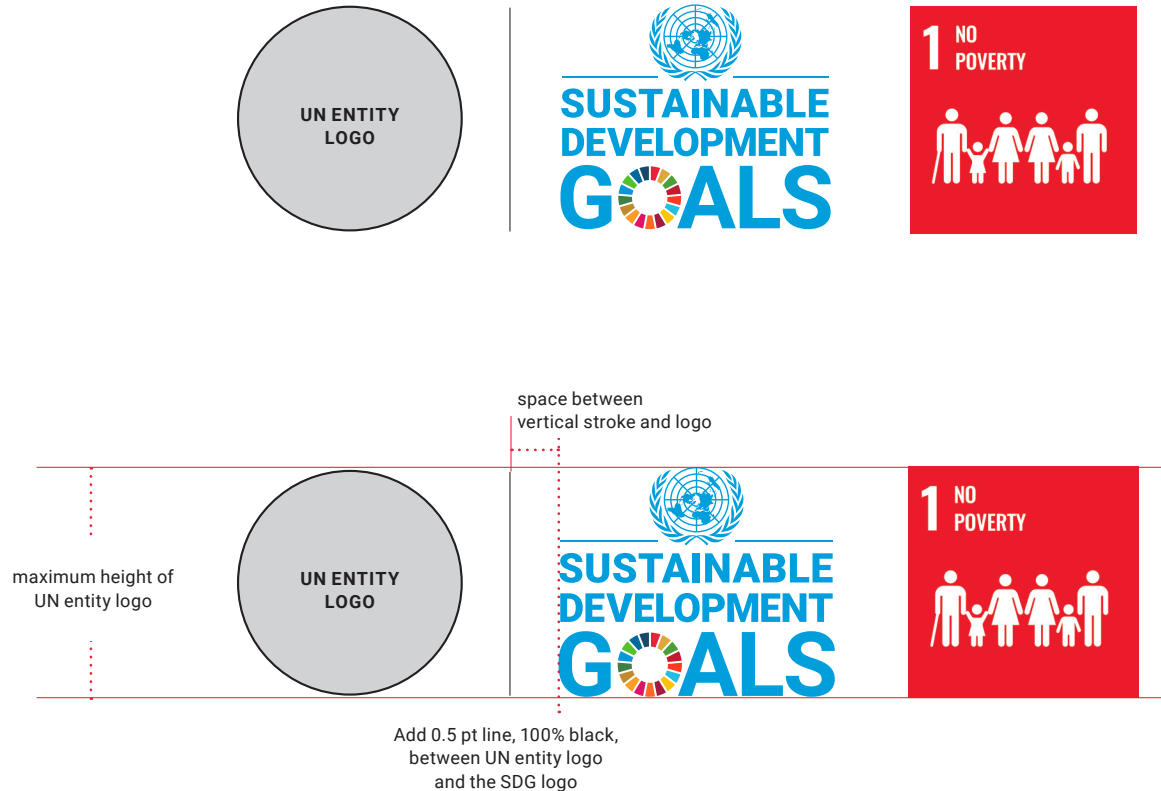 UN ENTITY
LOGO
SUSTAINABLE
DEVELOPMENT
GOALS
1 NO
POVERTY
space between
vertical stroke and logo
maximum height of
UN entity logo
UN ENTITY
LOGO
SUSTAINABLE
DEVELOPMENT
GOALS
1 NO
POVERTY
Add 0.5 pt line, 100% black,
between UN entity logo
and the SDG logo